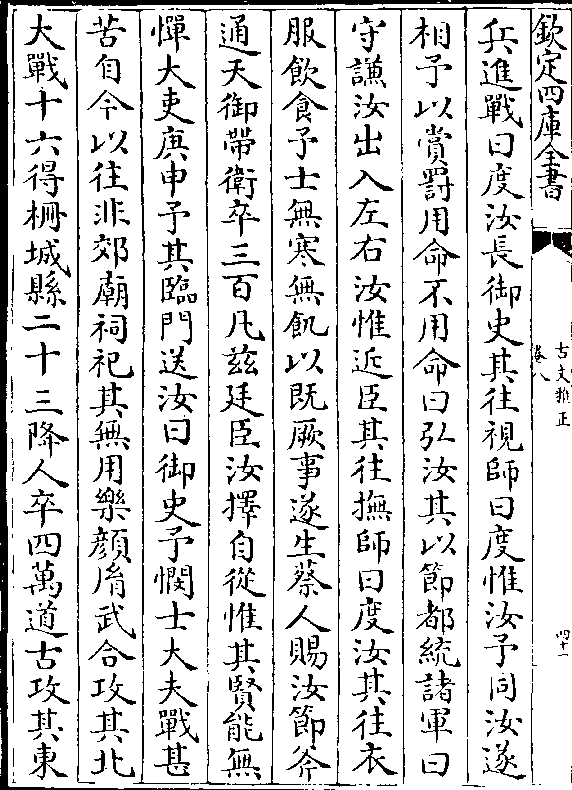 欽定四庫全書
古文雅正
卷八
四十一
兵進戰曰度汝長御史其往視師曰度惟汝予同汝遂
相予以賞罸用命不用命曰弘汝其以節都統諸軍曰
守謙汝出入左右汝惟近臣其往撫師曰度汝其往衣
服飲食予士無寒無飢以既厥事遂生蔡人賜汝節斧
通天御帶衛卒三百凡兹廷臣汝擇自從惟其賢能無
憚大吏庚申予其臨門送汝曰御史予憫士大夫戰甚
苦自今以往非郊廟祠祀其無用樂顔𦙍武合攻其北
大戰十六得柵城縣二十三降人卒四萬道古攻其東